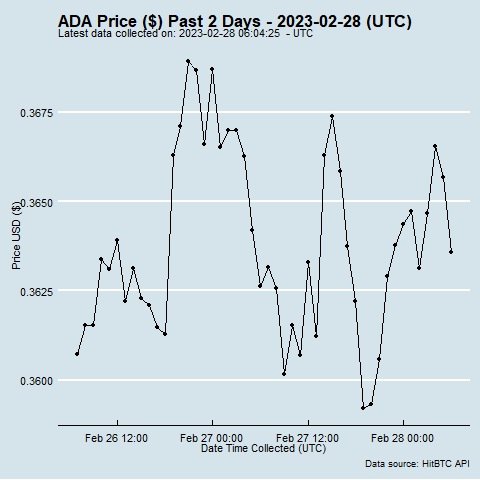 ADA Price ($) Past 2 Days - 2023-02-28 (UTC)
Latest data collected on: 2023-02-28 06:04:25  - UTC
0.3675
0.3650
0.3625
0.3600
Price USD ($)
Feb 26 12:00
Feb 27 00:00
Feb 27 12:00
Feb 28 00:00
Date Time Collected (UTC)
Data source: HitBTC API